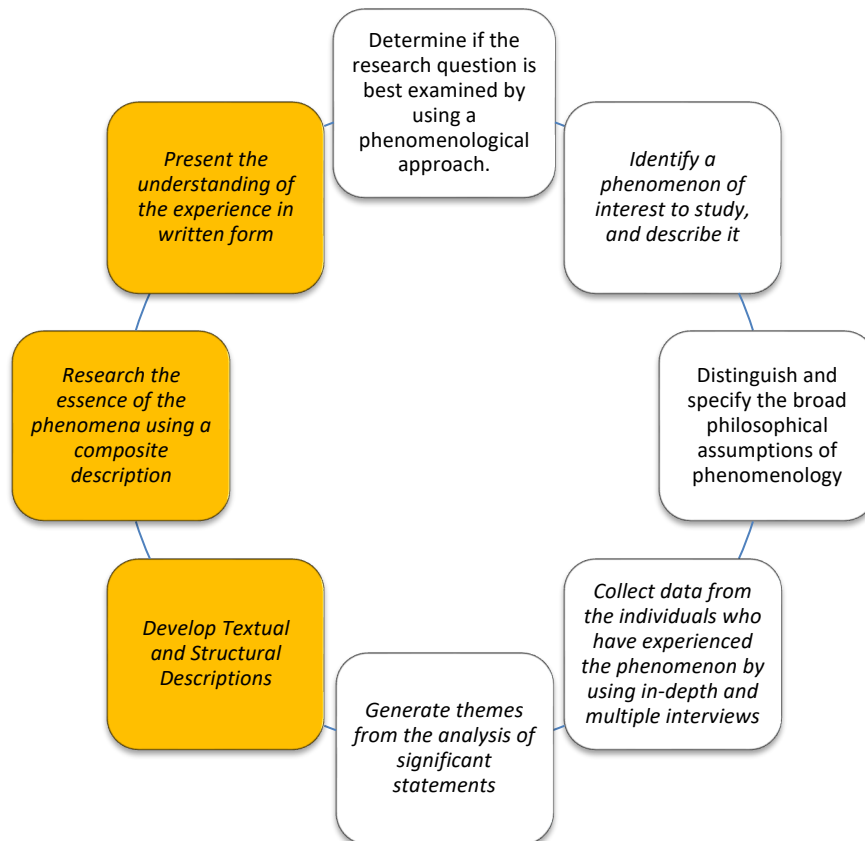 Determine if the
research question is
best examined by
using a
phenomenological
approach.
Identify a
phenomenon of
interest to study,
and describe it
Distinguish and
specify the broad
philosophical
assumptions of
phenomenology
Collect data from
the individuals who
have experienced
the phenomenon by
using in-depth and
multiple interviews
Generate themes
from the analysis of
significant
statements
Develop Textual
and Structural
Descriptions
Research the
essence of the
phenomena using a
composite
description
Present the
understanding of
the experience in
written form